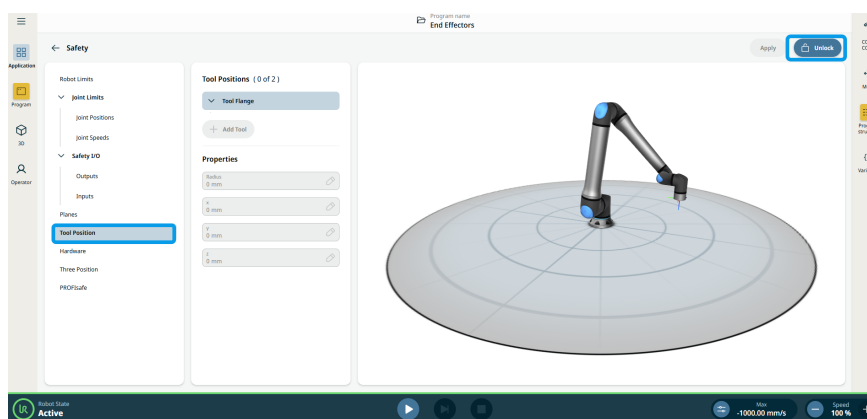 Program name
End Effectors
Safety
Apply
Unlock
Application
Program
3D
Operator
Robot Limits
Joint Limits
Joint Positions
Joint Speeds
Safety I/O
Outputs
Inputs
Planes
Tool Position
Hardware
Three Position
PROFIsafe
Tool Positions ( 0 of 2 )
Tool Flange
Add Tool
Properties
Radius
0 mm
X
0 mm
Y
0 mm
Z
0 mm
Robot State
Active
Max
-1000.00 mm/s
Speed
100 %